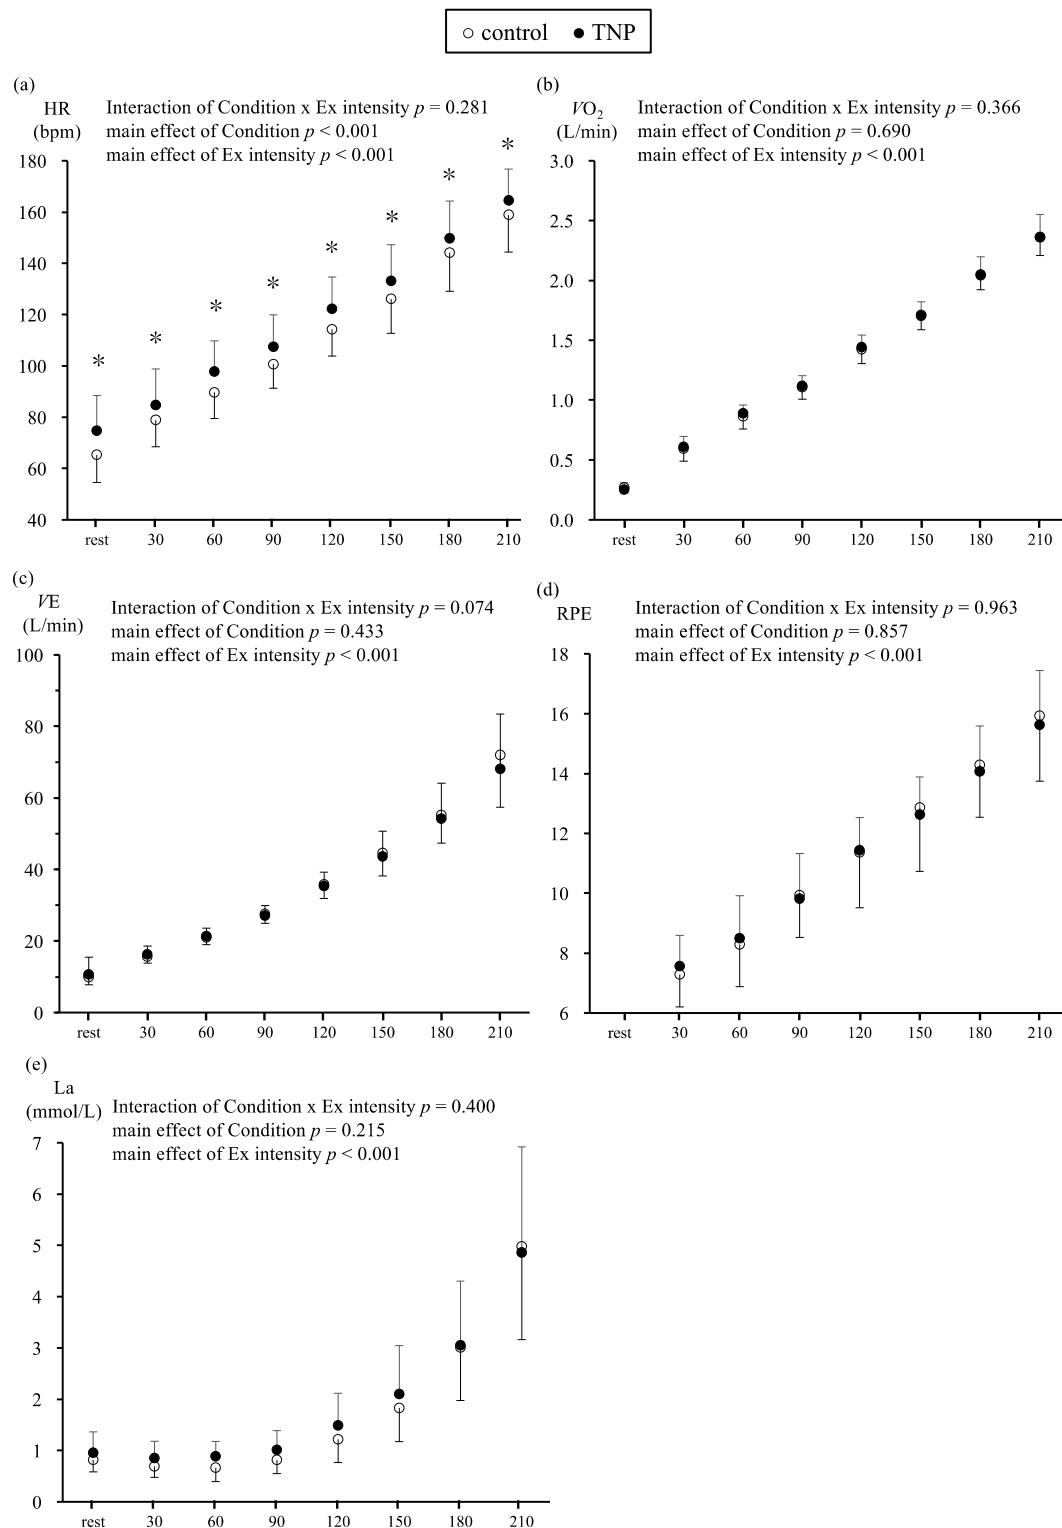 ○ control ● TNP
(a)
HR
(bpm)
Interaction of Condition x Ex intensity p = 0.281
main effect of Condition p < 0.001
main effect of Ex intensity p < 0.001
180
160
140
120
100
80
60
40
* * * * * * * *
rest 30 60 90 120 150 180 210
(b)
VO₂
(L/min)
Interaction of Condition x Ex intensity p = 0.366
main effect of Condition p = 0.690
main effect of Ex intensity p < 0.001
3.0
2.5
2.0
1.5
1.0
0.5
0.0
rest 30 60 90 120 150 180 210
(c)
VE
(L/min)
Interaction of Condition x Ex intensity p = 0.074
main effect of Condition p = 0.433
main effect of Ex intensity p < 0.001
100
80
60
40
20
0
rest 30 60 90 120 150 180 210
(d)
RPE
Interaction of Condition x Ex intensity p = 0.963
main effect of Condition p = 0.857
main effect of Ex intensity p < 0.001
18
16
14
12
10
8
6
rest 30 60 90 120 150 180 210
(e)
La
(mmol/L)
Interaction of Condition x Ex intensity p = 0.400
main effect of Condition p = 0.215
main effect of Ex intensity p < 0.001
7
6
5
4
3
2
1
0
rest 30 60 90 120 150 180 210